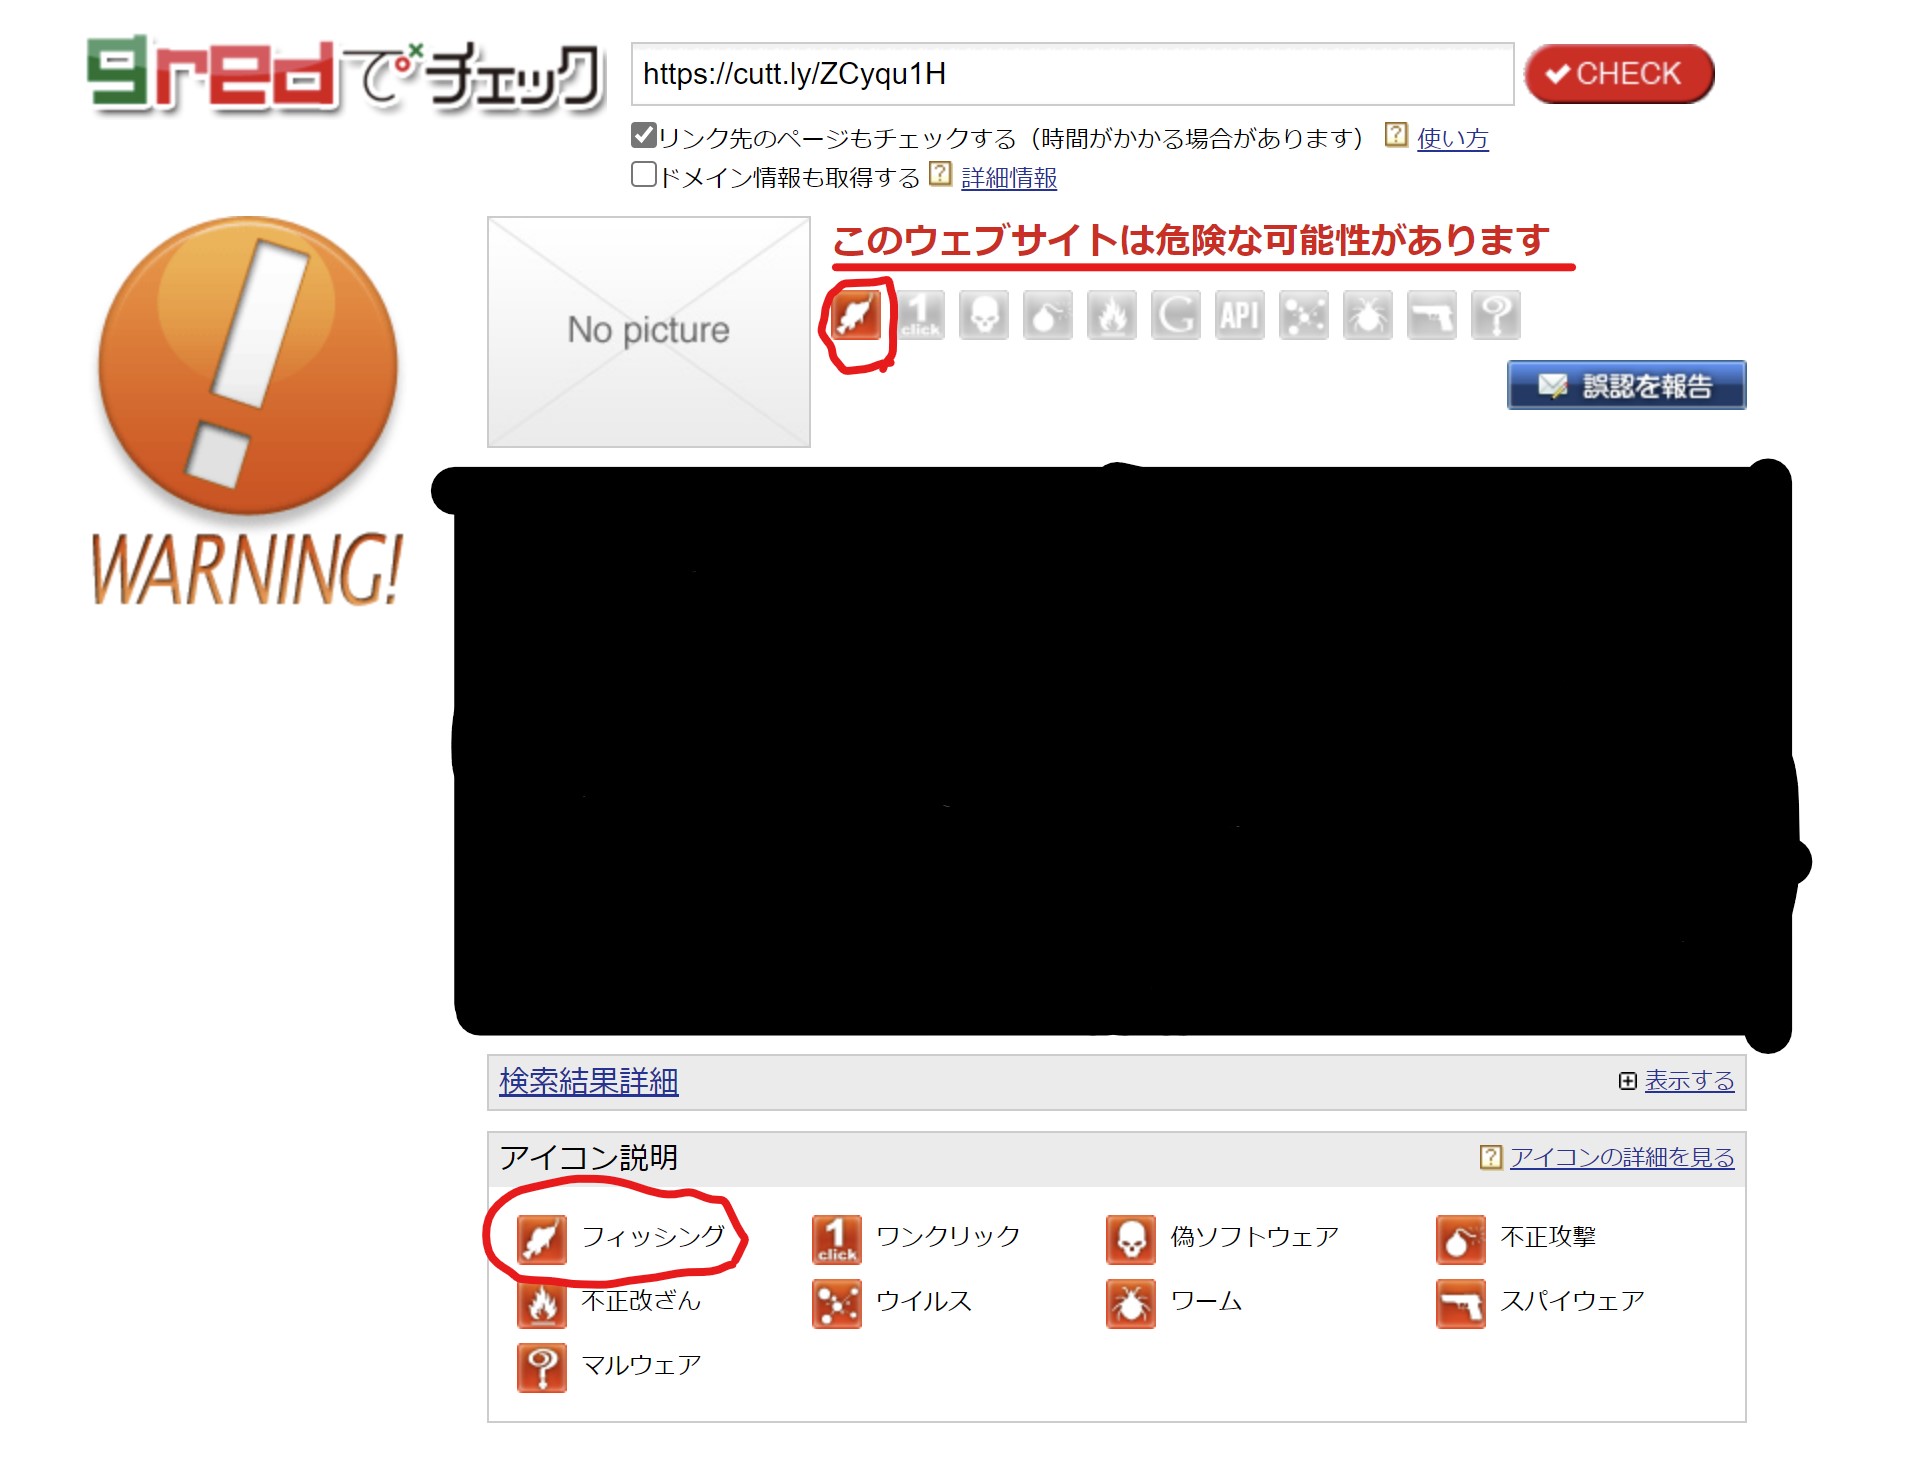 gredでチェック
https://cutt.ly/ZCyqu1H
CHECK
リンク先のページもチェックする（時間がかかる場合があります） ? 使い方
ドメイン情報も取得する ? 詳細情報
WARNING!
No picture
このウェブサイトは危険な可能性があります
1 click G API ?
誤認を報告
検索結果詳細 表示する
アイコン説明 ? アイコンの詳細を見る
フィッシング 1 click ワンクリック 偽ソフトウェア 不正攻撃
不正改ざん ウイルス ワーム スパイウェア
? マルウェア